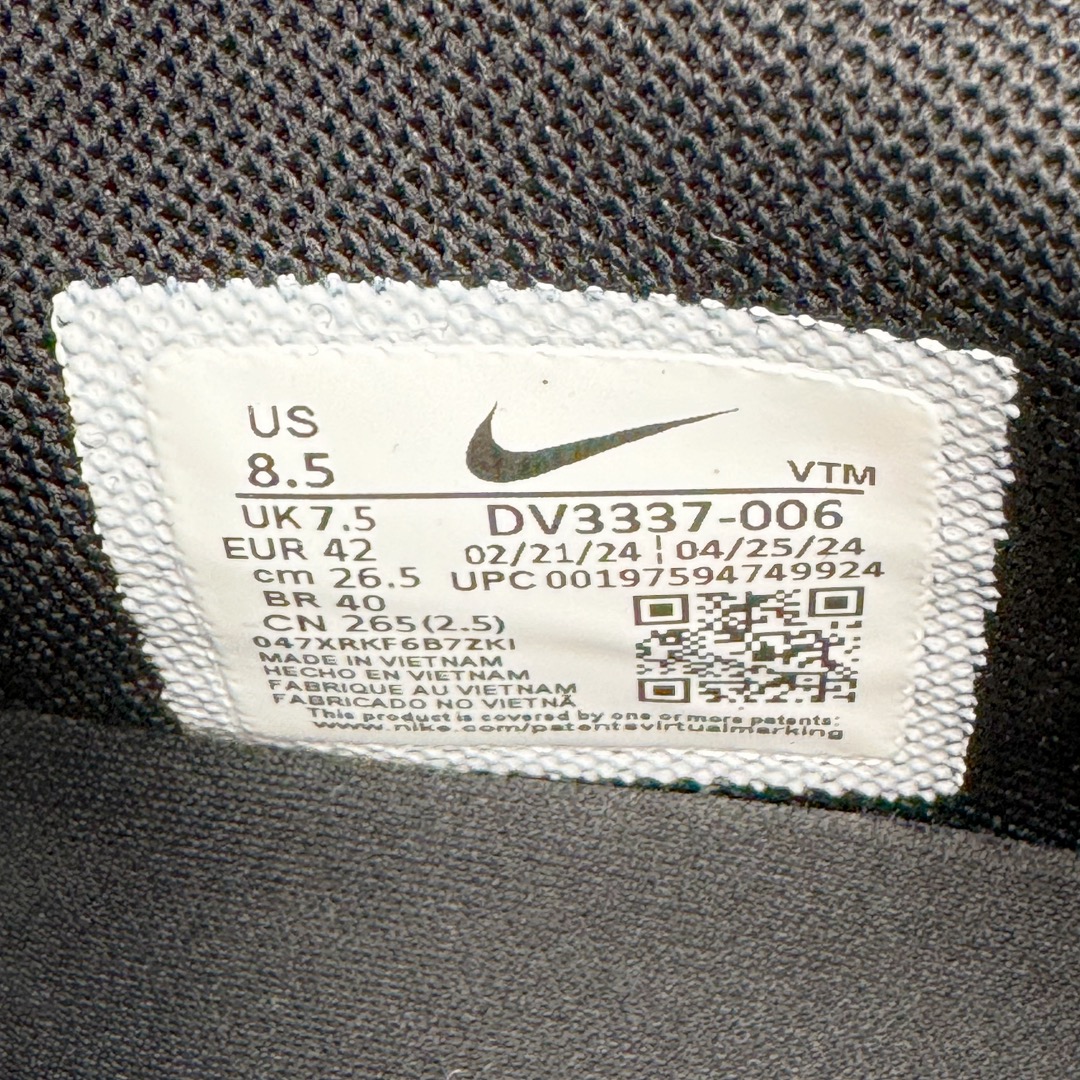 US
8.5
VTM
UK 7.5
DV3337-006
EUR 42
02/21/24 ¦ 04/25/24
cm 26.5
UPC 00197594749924
BR 40
CN 265 (2.5)
047XRKF6B7ZKI
MADE IN VIETNAM
HECHO EN VIETNAM
FABRIQUE AU VIETNAM
FABRICADO NO VIETNÃ
This product is covered by one or more patents:
www.nike.com/patentsvirtualmarking